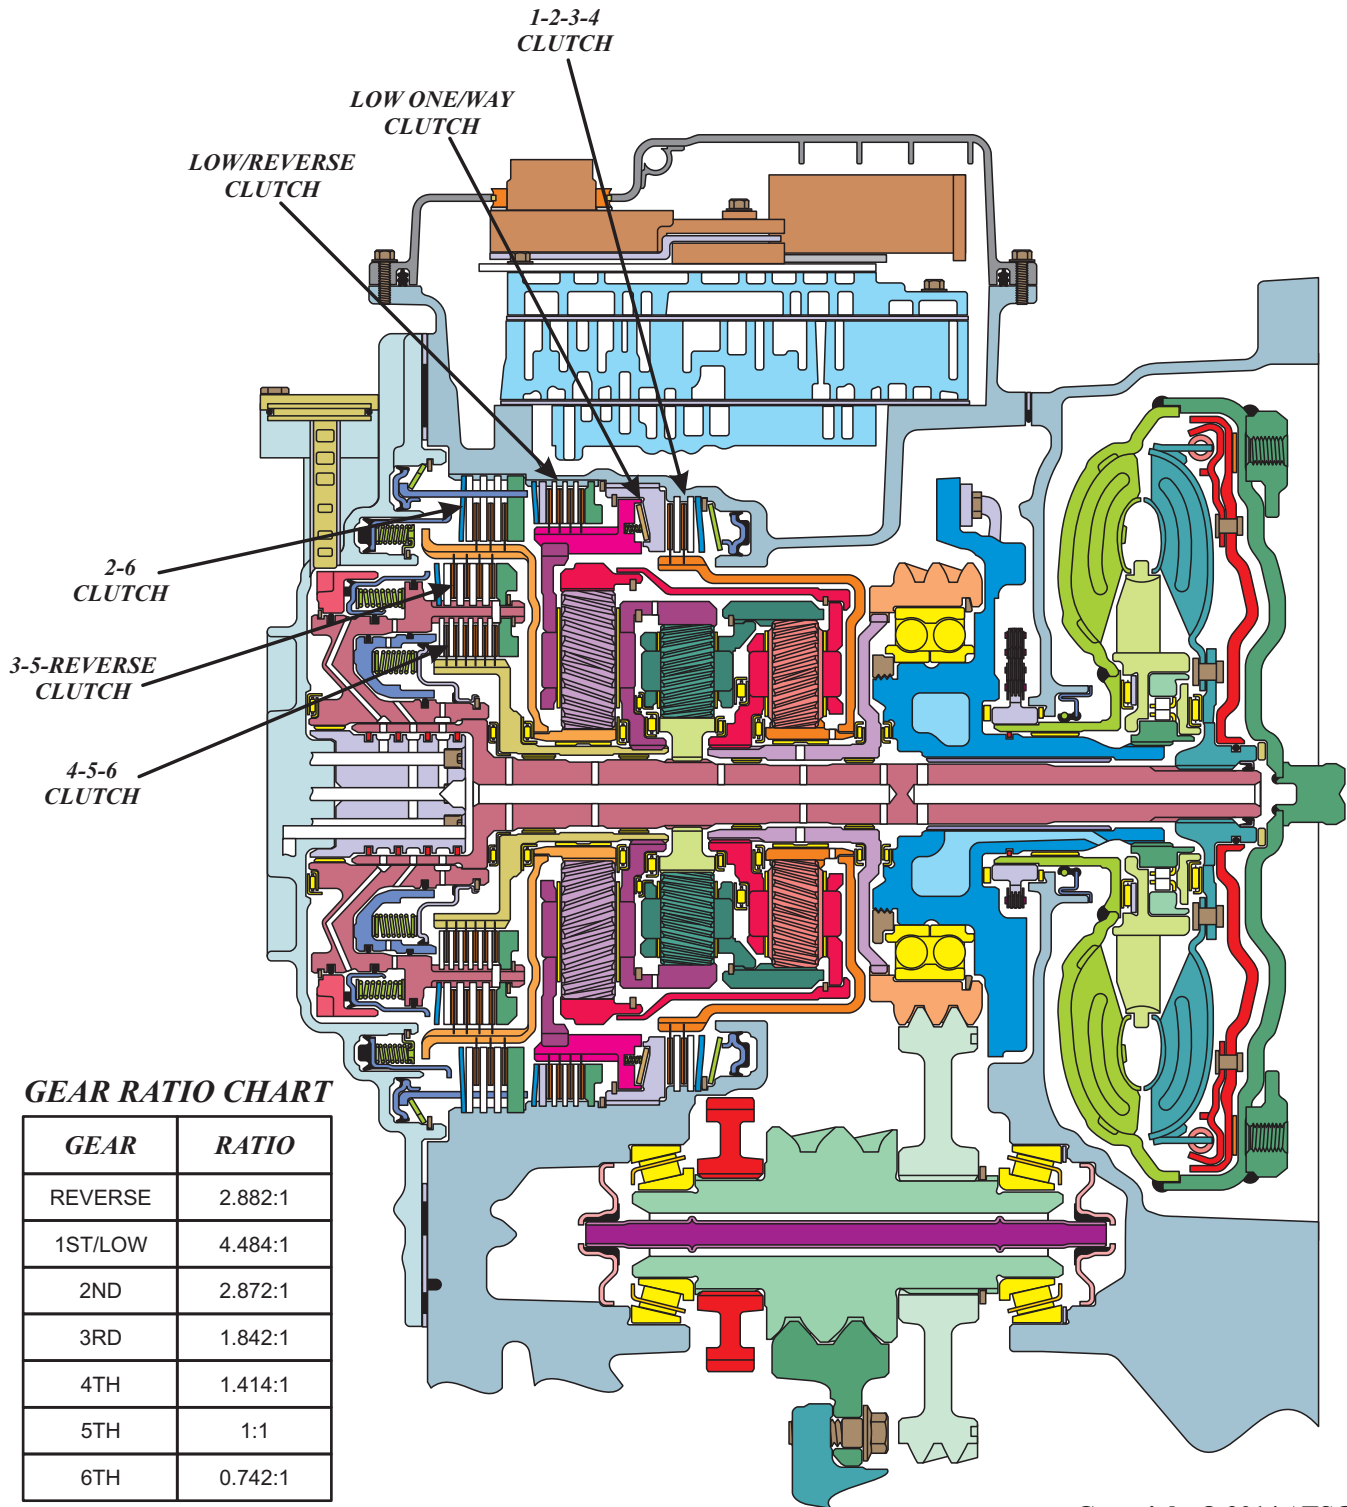 1-2-3-4
CLUTCH
LOW ONE/WAY
CLUTCH
LOW/REVERSE
CLUTCH
2-6
CLUTCH
3-5-REVERSE
CLUTCH
4-5-6
CLUTCH
GEAR RATIO CHART
GEAR RATIO
REVERSE 2.882:1
1ST/LOW 4.484:1
2ND 2.872:1
3RD 1.842:1
4TH 1.414:1
5TH 1:1
6TH 0.742:1